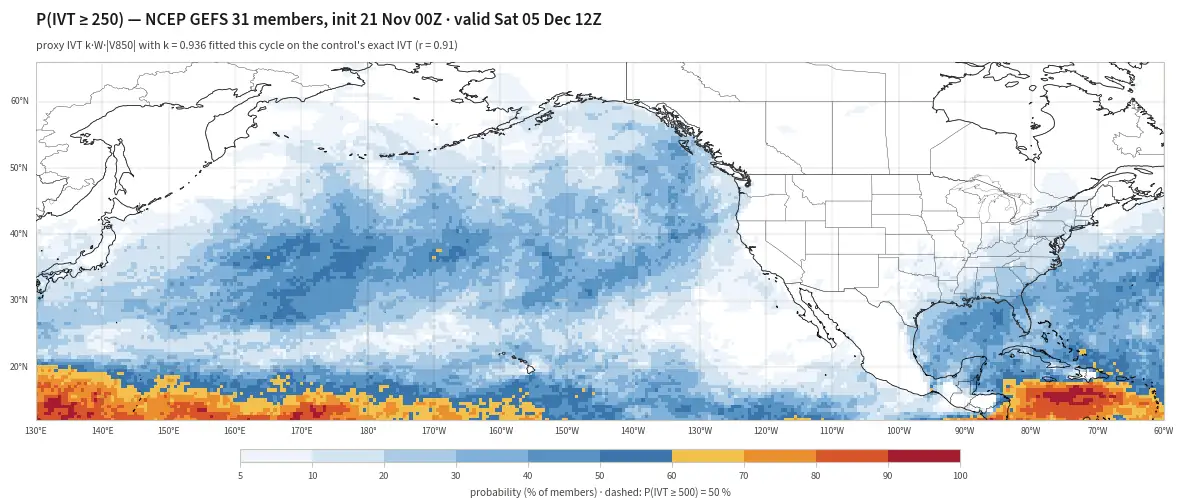 P(IVT ≥ 250) — NCEP GEFS 31 members, init 21 Nov 00Z · valid Sat 05 Dec 12Z
proxy IVT k·W·|V850| with k = 0.936 fitted this cycle on the control's exact IVT (r = 0.91)
60°N
50°N
40°N
30°N
20°N
130°E 140°E 150°E 160°E 170°E 180° 170°W 160°W 150°W 140°W 130°W 120°W 110°W 100°W 90°W 80°W 70°W 60°W
5 10 20 30 40 50 60 70 80 90 100
probability (% of members) · dashed: P(IVT ≥ 500) = 50 %